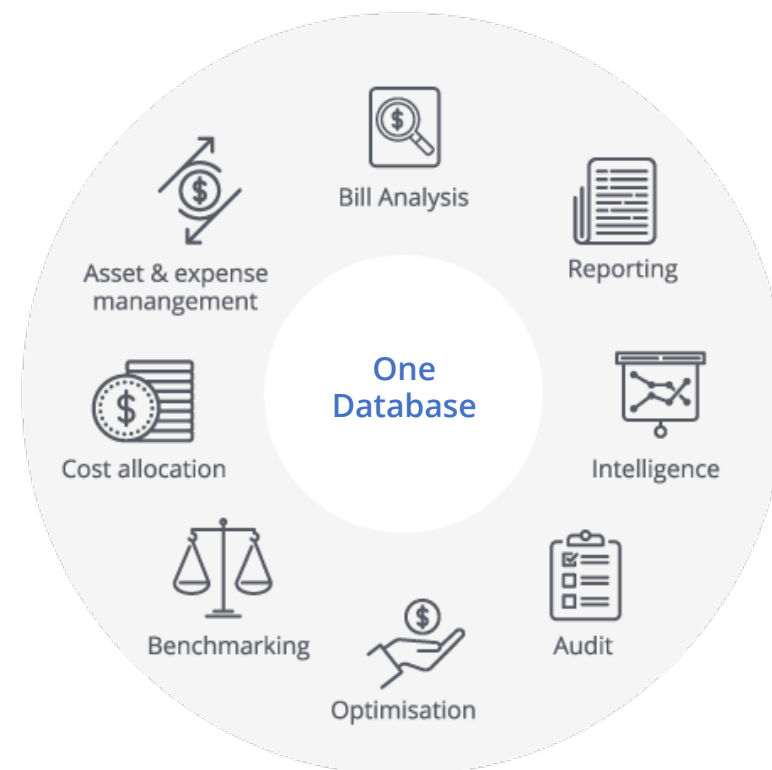 Bill Analysis
Reporting
Intelligence
Audit
Optimisation
Benchmarking
Cost allocation
Asset & expense
manangement
One
Database